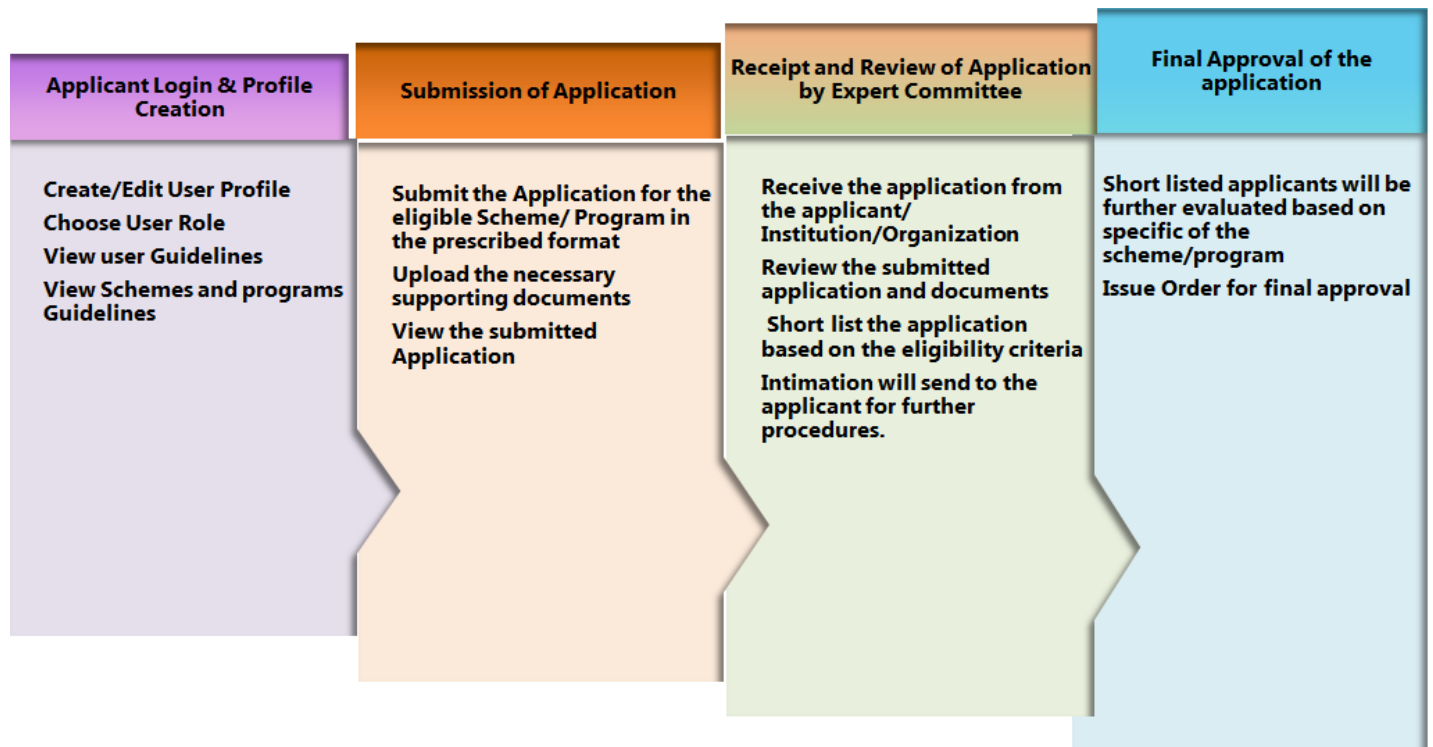 Applicant Login & Profile
Creation
Create/Edit User Profile
Choose User Role
View user Guidelines
View Schemes and programs
Guidelines
Submission of Application
Submit the Application for the
eligible Scheme/ Program in
the prescribed format
Upload the necessary
supporting documents
View the submitted
Application
Receipt and Review of Application
by Expert Committee
Receive the application from
the applicant/
Institution/Organization
Review the submitted
application and documents
Short list the application
based on the eligibility criteria
Intimation will send to the
applicant for further
procedures.
Final Approval of the
application
Short listed applicants will be
further evaluated based on
specific of the
scheme/program
Issue Order for final approval